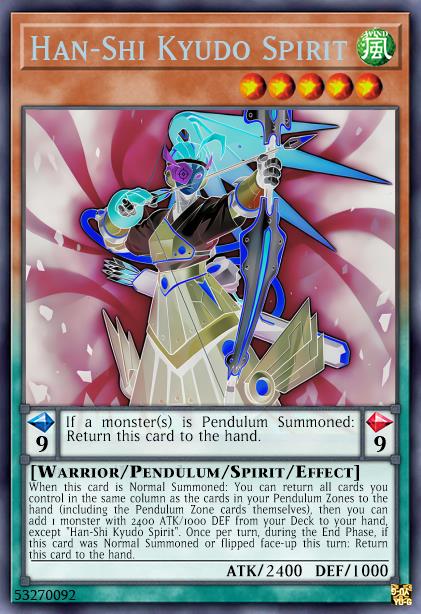 Han-Shi Kyudo Spirit
WIND
風
If a monster(s) is Pendulum Summoned:
Return this card to the hand.
9
9
[Warrior/Pendulum/Spirit/Effect]
When this card is Normal Summoned: You can return all cards you
control in the same column as the cards in your Pendulum Zones to the
hand (including the Pendulum Zone cards themselves), then you can
add 1 monster with 2400 ATK/1000 DEF from your Deck to your hand,
except "Han-Shi Kyudo Spirit". Once per turn, during the End Phase, if
this card was Normal Summoned or flipped face-up this turn: Return
this card to the hand.
ATK/2400 DEF/1000
53270092